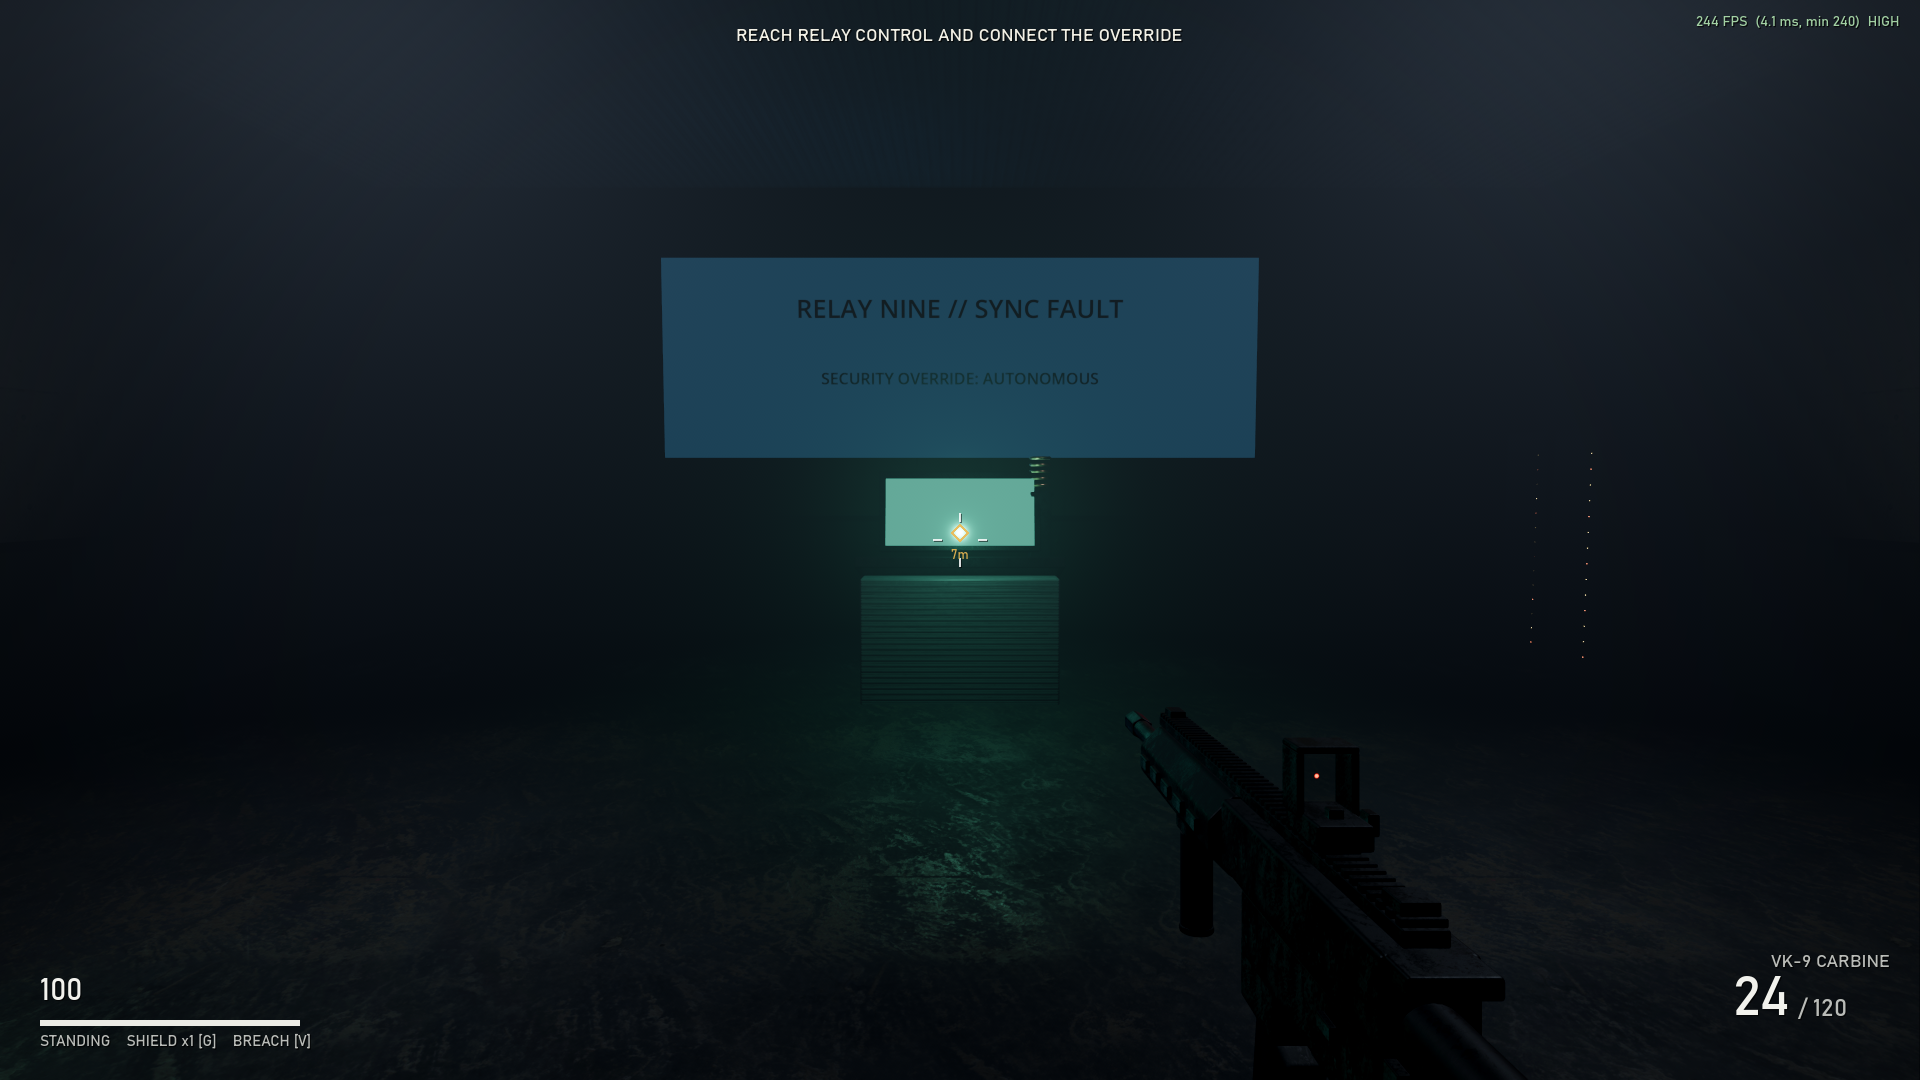 REACH RELAY CONTROL AND CONNECT THE OVERRIDE
244 FPS (4.1 ms, min 240) HIGH
RELAY NINE // SYNC FAULT
SECURITY OVERRIDE: AUTONOMOUS
7m
100
STANDING SHIELD x1 [G] BREACH [V]
VK-9 CARBINE
24 / 120